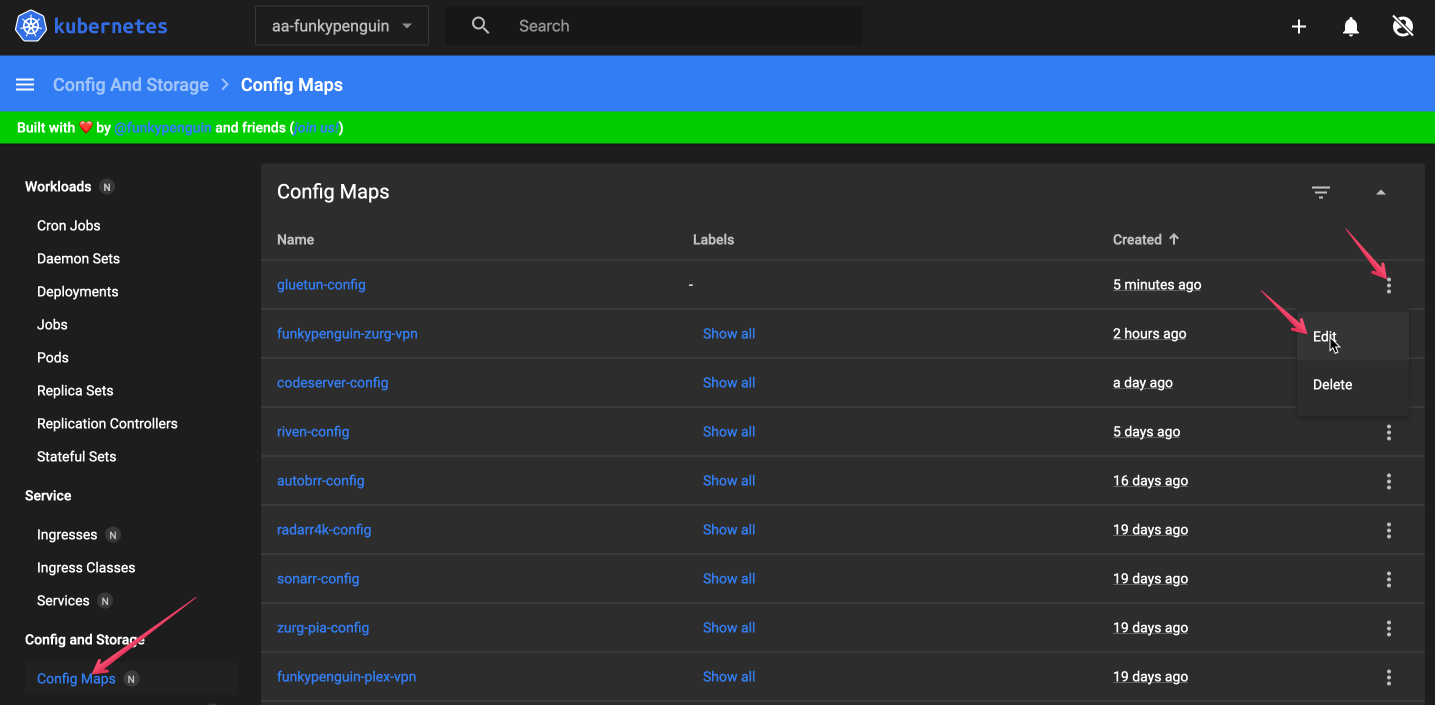 kubernetes
aa-funkypenguin
Search
Config And Storage > Config Maps
Built with ❤️ by @funkypenguin and friends (join us!)
Workloads N
Cron Jobs
Daemon Sets
Deployments
Jobs
Pods
Replica Sets
Replication Controllers
Stateful Sets
Service
Ingresses N
Ingress Classes
Services N
Config and Storage
Config Maps N
Config Maps
Name Labels Created
gluetun-config - 5 minutes ago
funkypenguin-zurg-vpn Show all 2 hours ago
Edit
codeserver-config Show all a day ago
Delete
riven-config Show all 5 days ago
autobrr-config Show all 16 days ago
radarr4k-config Show all 19 days ago
sonarr-config Show all 19 days ago
zurg-pia-config Show all 19 days ago
funkypenguin-plex-vpn Show all 19 days ago